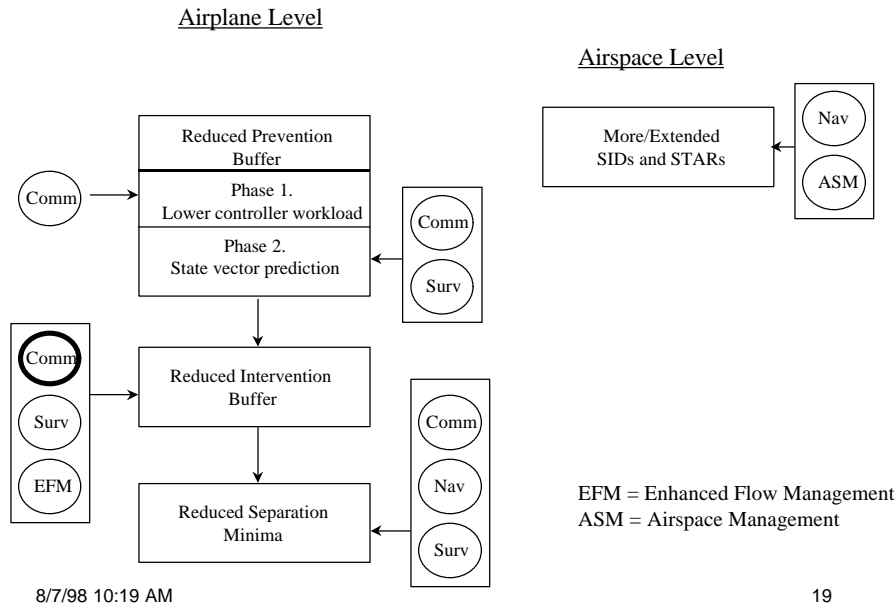 Airplane Level
Airspace Level
Reduced Prevention
Buffer
Comm
Phase 1.
Lower controller workload
Phase 2.
State vector prediction
Comm
Surv
More/Extended
SIDs and STARs
Nav
ASM
Comm
Surv
EFM
Reduced Intervention
Buffer
Reduced Separation
Minima
Comm
Nav
Surv
EFM = Enhanced Flow Management
ASM = Airspace Management
8/7/98 10:19 AM
19